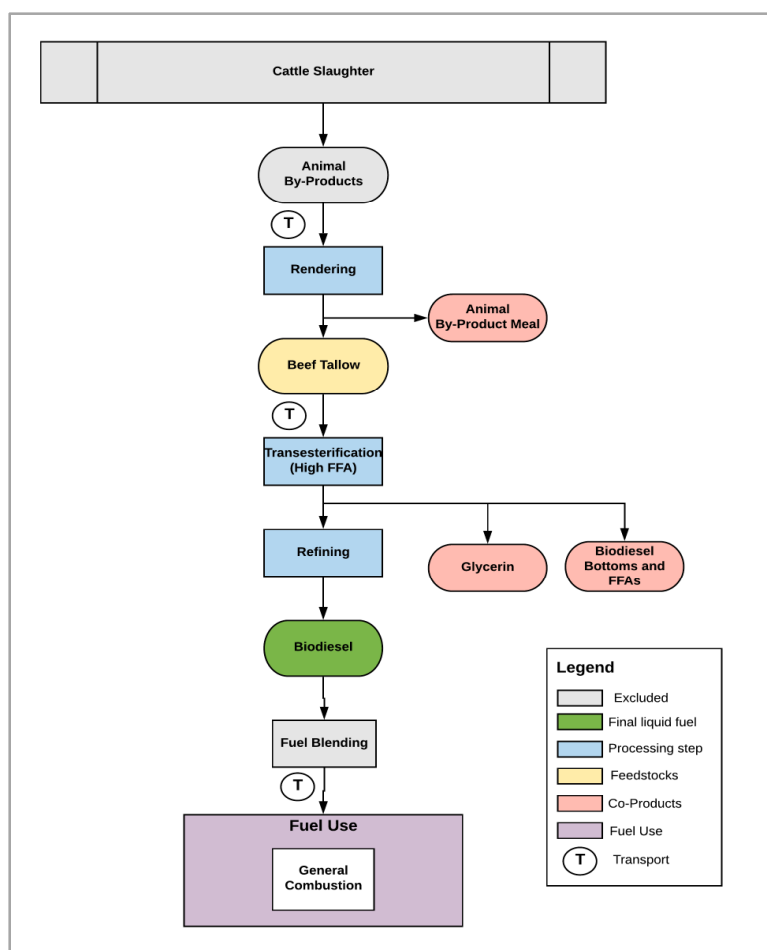 Cattle Slaughter
Animal
By-Products
T
Rendering
Animal
By-Product Meal
Beef Tallow
T
Transesterification
(High FFA)
Refining
Glycerin
Biodiesel
Bottoms and
FFAs
Biodiesel
Fuel Blending
T
Fuel Use
General
Combustion
Legend
Excluded
Final liquid fuel
Processing step
Feedstocks
Co-Products
Fuel Use
T Transport